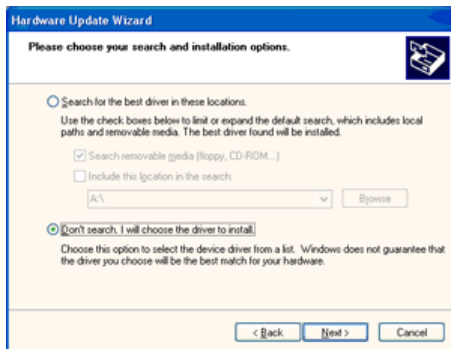 Hardware Update Wizard
Please choose your search and installation options.
Search for the best driver in these locations.
Use the check boxes below to limit or expand the default search, which includes local
paths and removable media. The best driver found will be installed.
Search removable media (floppy, CD-ROM...)
Include this location in the search:
A:\
Browse
Don't search. I will choose the driver to install.
Choose this option to select the device driver from a list. Windows does not guarantee that
the driver you choose will be the best match for your hardware.
< Back Next > Cancel